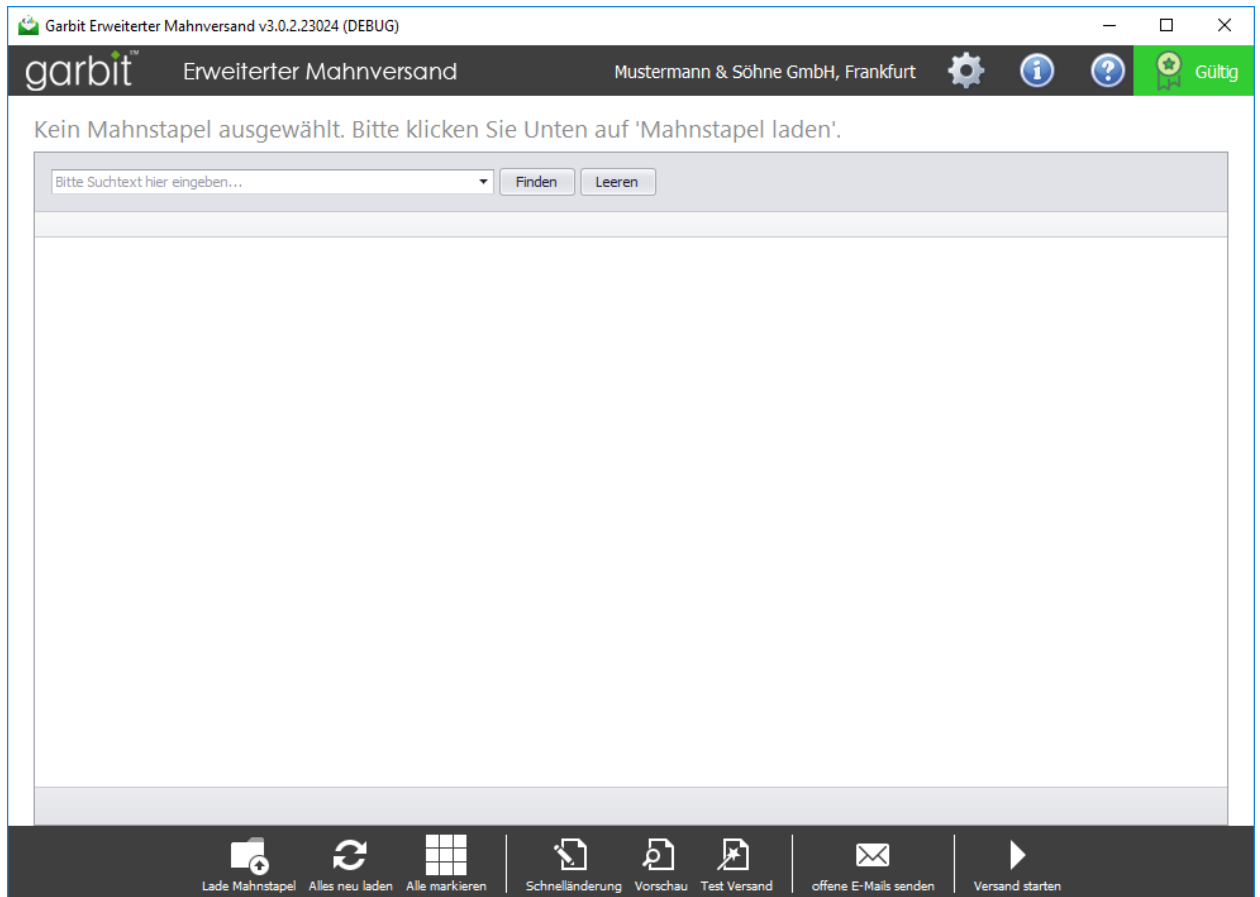 Garbit Erweiterter Mahnversand v3.0.2.23024 (DEBUG)
garbit™ Erweiterter Mahnversand Mustermann & Söhne GmbH, Frankfurt Gültig
Kein Mahnstapel ausgewählt. Bitte klicken Sie Unten auf 'Mahnstapel laden'.
Bitte Suchtext hier eingeben... Finden Leeren
Lade Mahnstapel Alles neu laden Alle markieren Schnelländerung Vorschau Test Versand offene E-Mails senden Versand starten